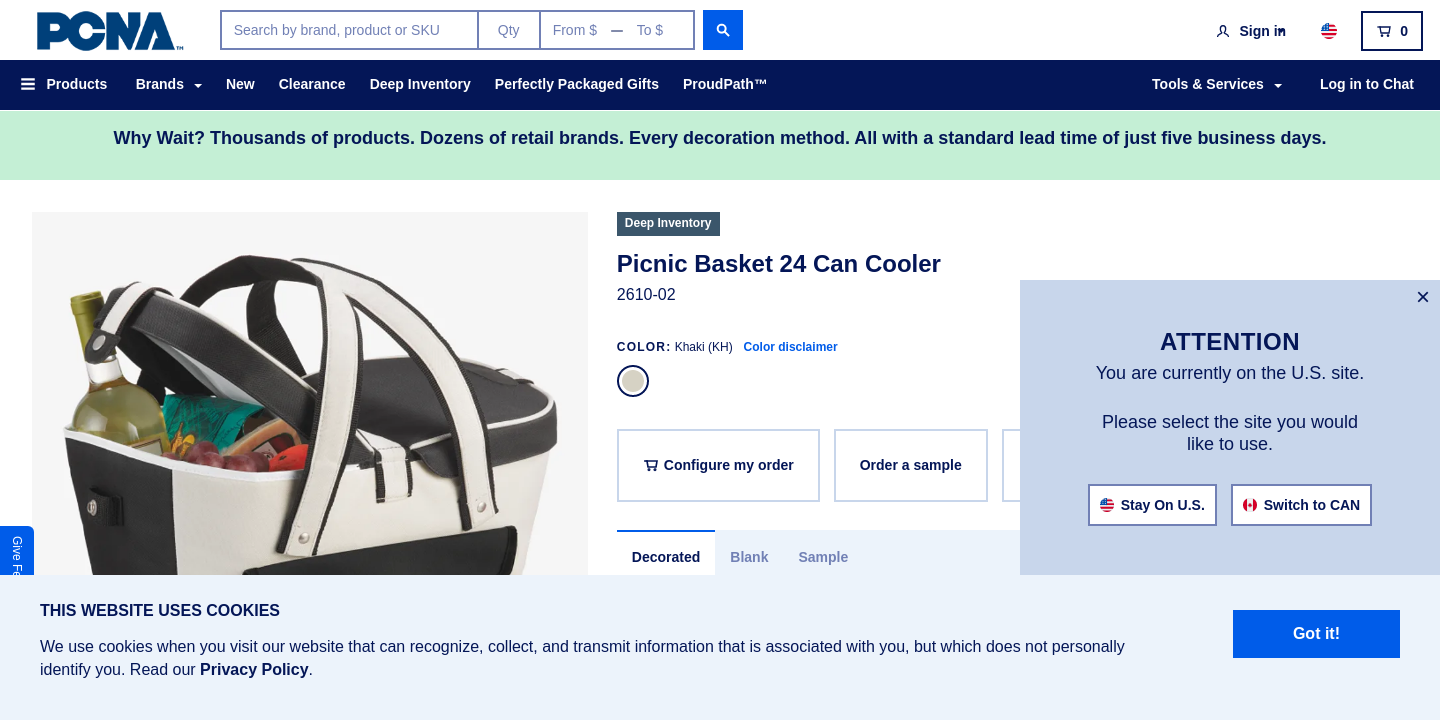 PCNA™
Search by brand, product or SKU
Qty
From $ — To $
Sign in
0
Products
Brands
New
Clearance
Deep Inventory
Perfectly Packaged Gifts
ProudPath™
Tools & Services
Log in to Chat
Why Wait? Thousands of products. Dozens of retail brands. Every decoration method. All with a standard lead time of just five business days.
Deep Inventory
Picnic Basket 24 Can Cooler
2610-02
COLOR: Khaki (KH) Color disclaimer
Configure my order
Order a sample
Decorated
Blank
Sample
×
ATTENTION
You are currently on the U.S. site.
Please select the site you would
like to use.
Stay On U.S.
Switch to CAN
Give
THIS WEBSITE USES COOKIES
We use cookies when you visit our website that can recognize, collect, and transmit information that is associated with you, but which does not personally
identify you. Read our Privacy Policy.
Got it!